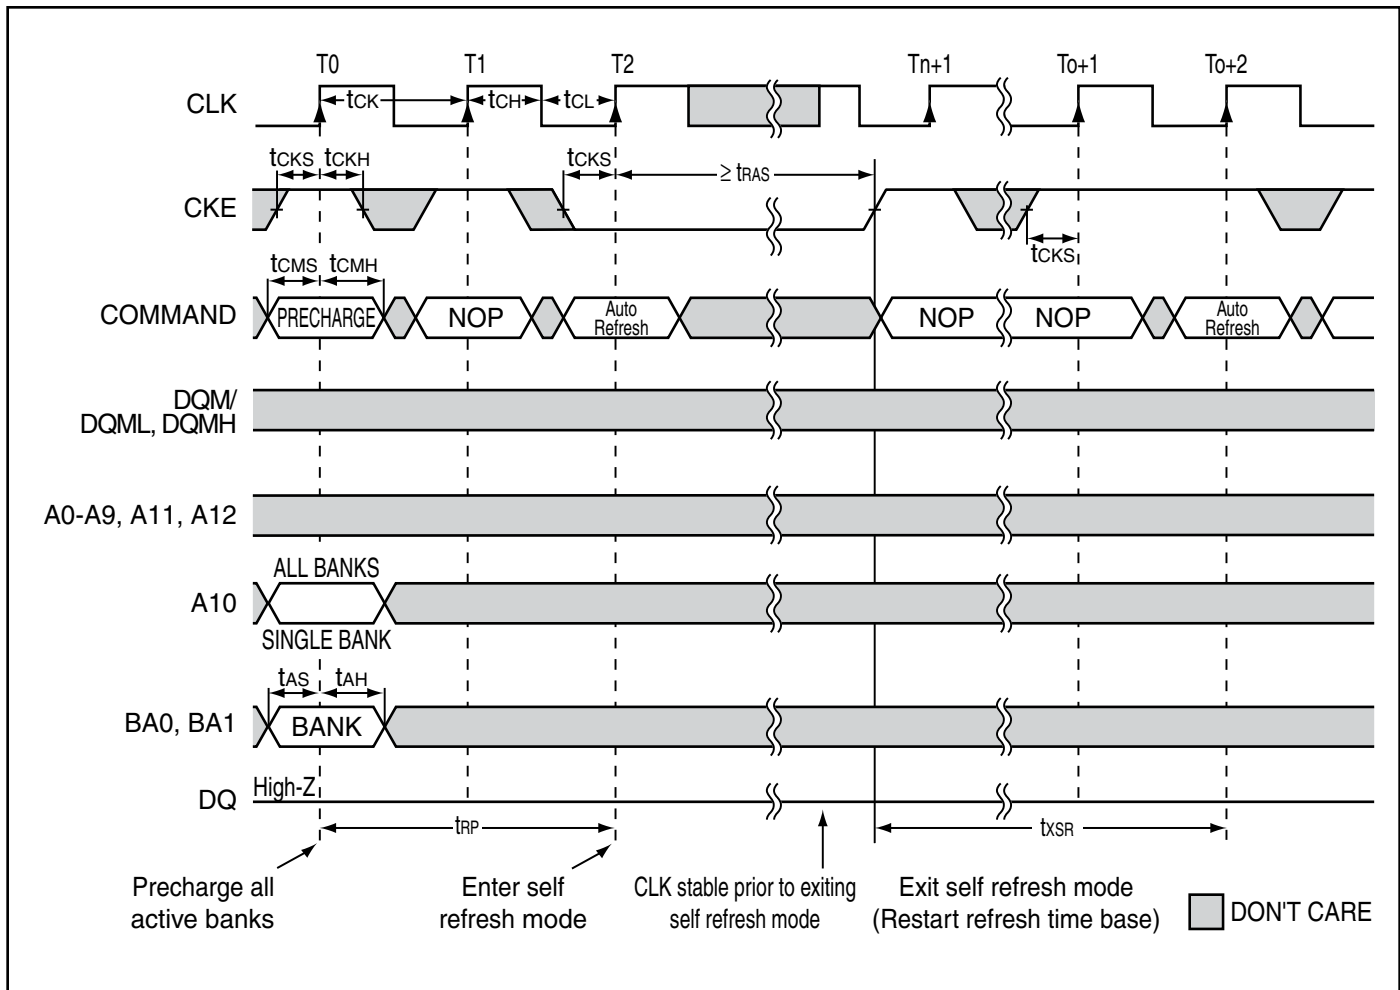 T0 T1 T2 Tn+1 To+1 To+2
CLK tCK tCH tCL
tCKS tCKH tCKS ≥ tRAS
CKE
tCKS
tCMS tCMH
COMMAND PRECHARGE NOP Auto Refresh NOP NOP Auto Refresh
DQM/
DQML, DQMH
A0-A9, A11, A12
ALL BANKS
A10
SINGLE BANK
tAS tAH
BA0, BA1 BANK
DQ High-Z
tRP tXSR
Precharge all
active banks
Enter self
refresh mode
CLK stable prior to exiting
self refresh mode
Exit self refresh mode
(Restart refresh time base)
DON'T CARE